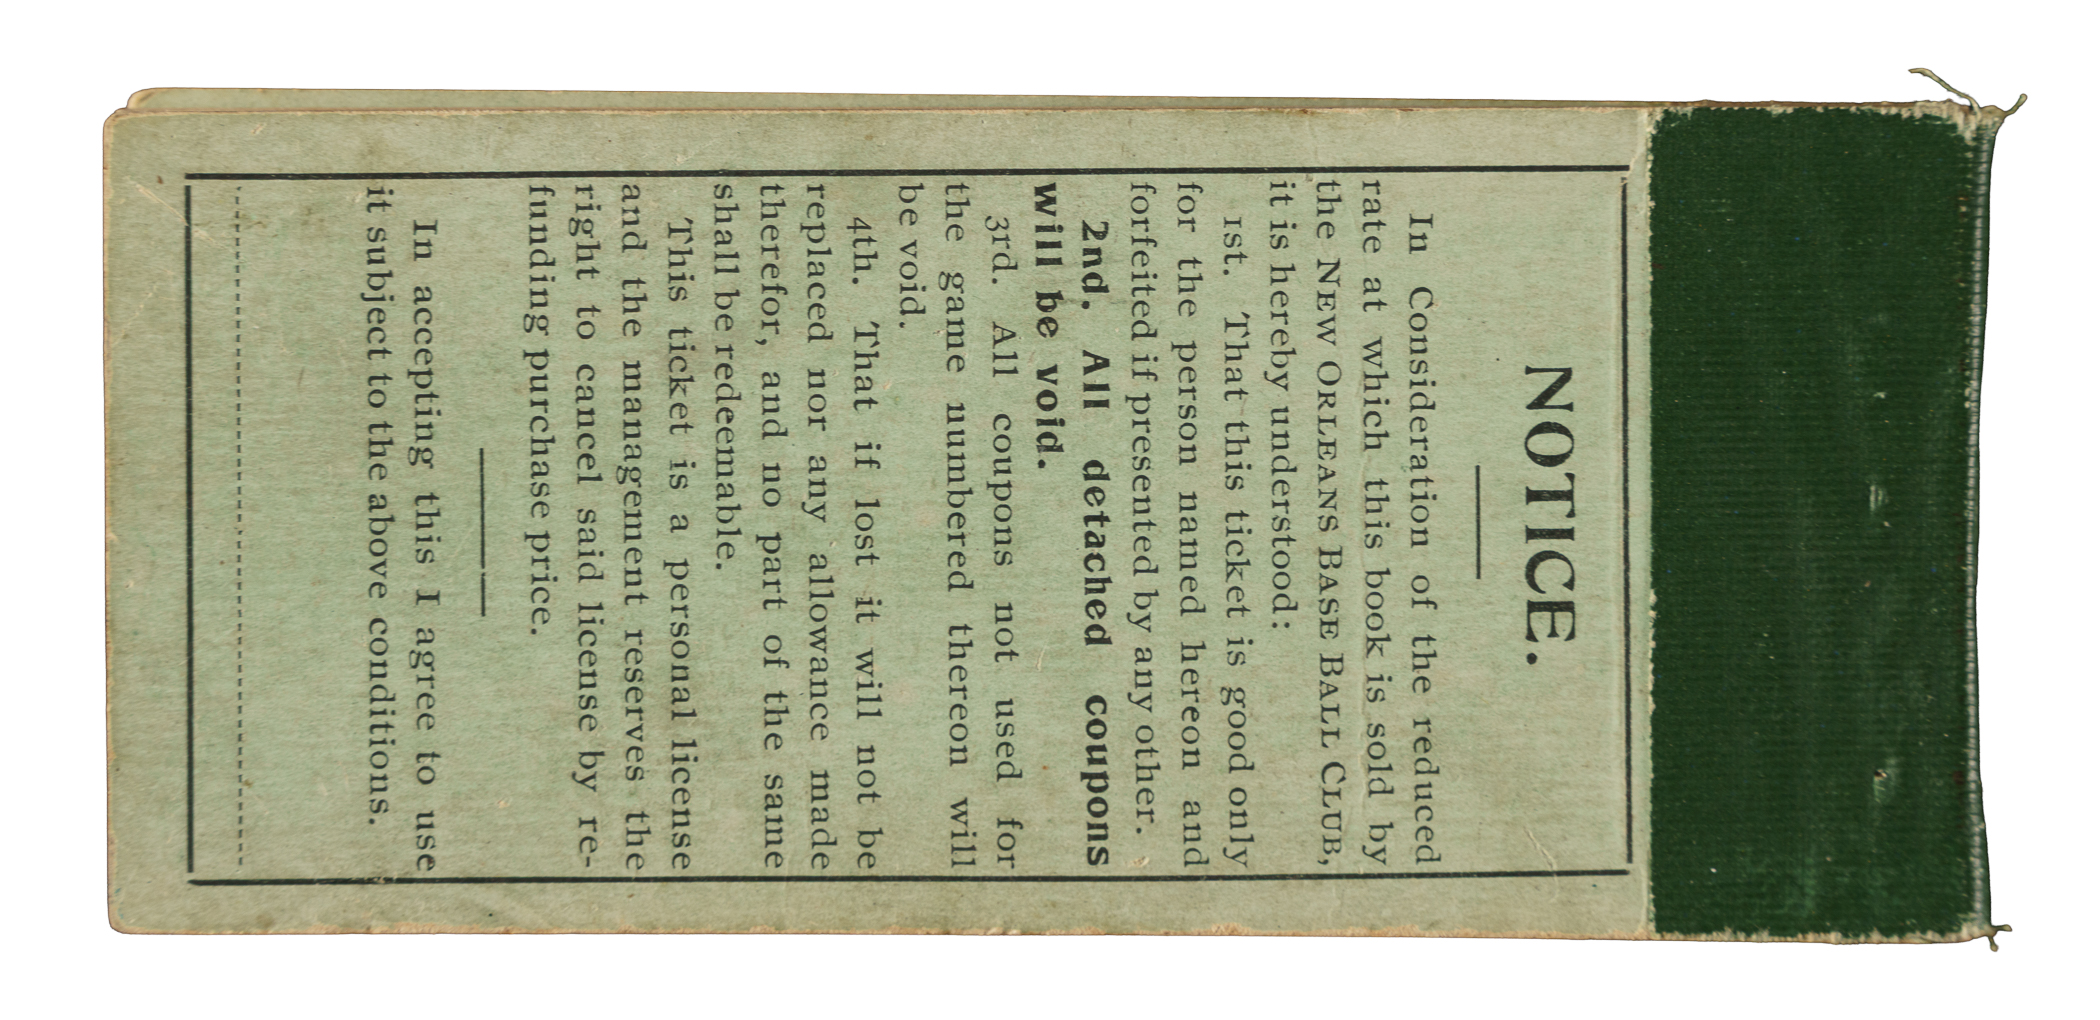 NOTICE.
In Consideration of the reduced
rate at which this book is sold by
the NEW ORLEANS BASE BALL CLUB,
it is hereby understood:
1st. That this ticket is good only
for the person named hereon and
forfeited if presented by any other.
2nd. All detached coupons
will be void.
3rd. All coupons not used for
the game numbered thereon will
be void.
4th. That if lost it will not be
replaced nor any allowance made
therefor, and no part of the same
shall be redeemable.
This ticket is a personal license
and the management reserves the
right to cancel said license by re-
funding purchase price.
In accepting this I agree to use
it subject to the above conditions.